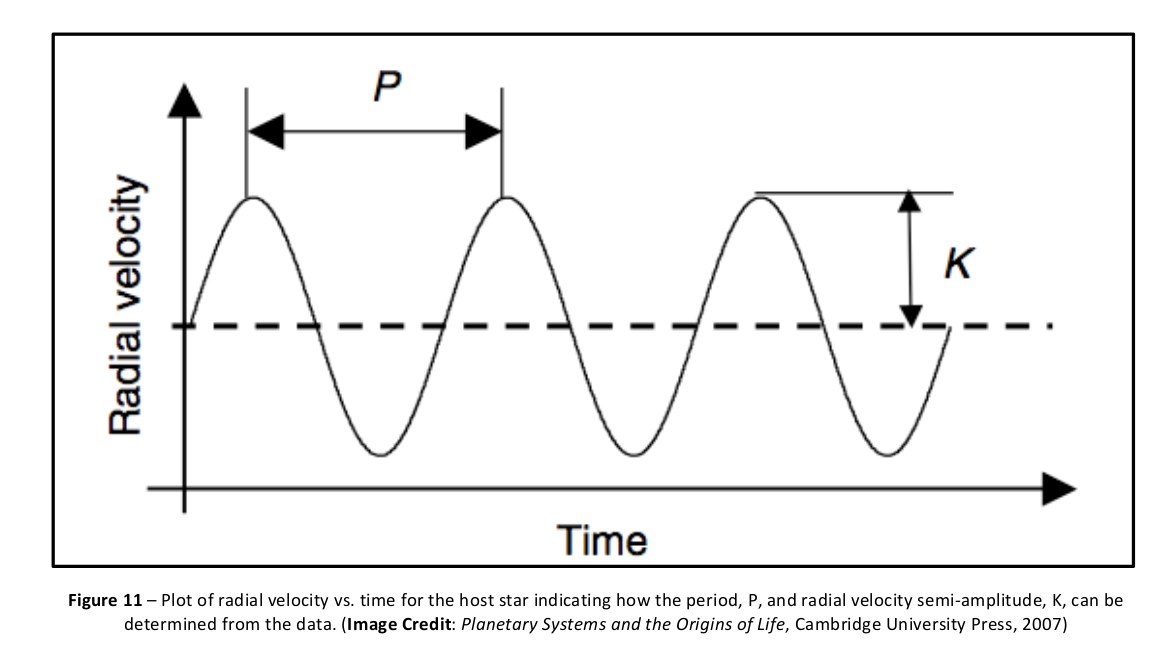 P
Radial velocity
K
Time
Figure 11 – Plot of radial velocity vs. time for the host star indicating how the period, P, and radial velocity semi-amplitude, K, can be
determined from the data. (Image Credit: Planetary Systems and the Origins of Life, Cambridge University Press, 2007)